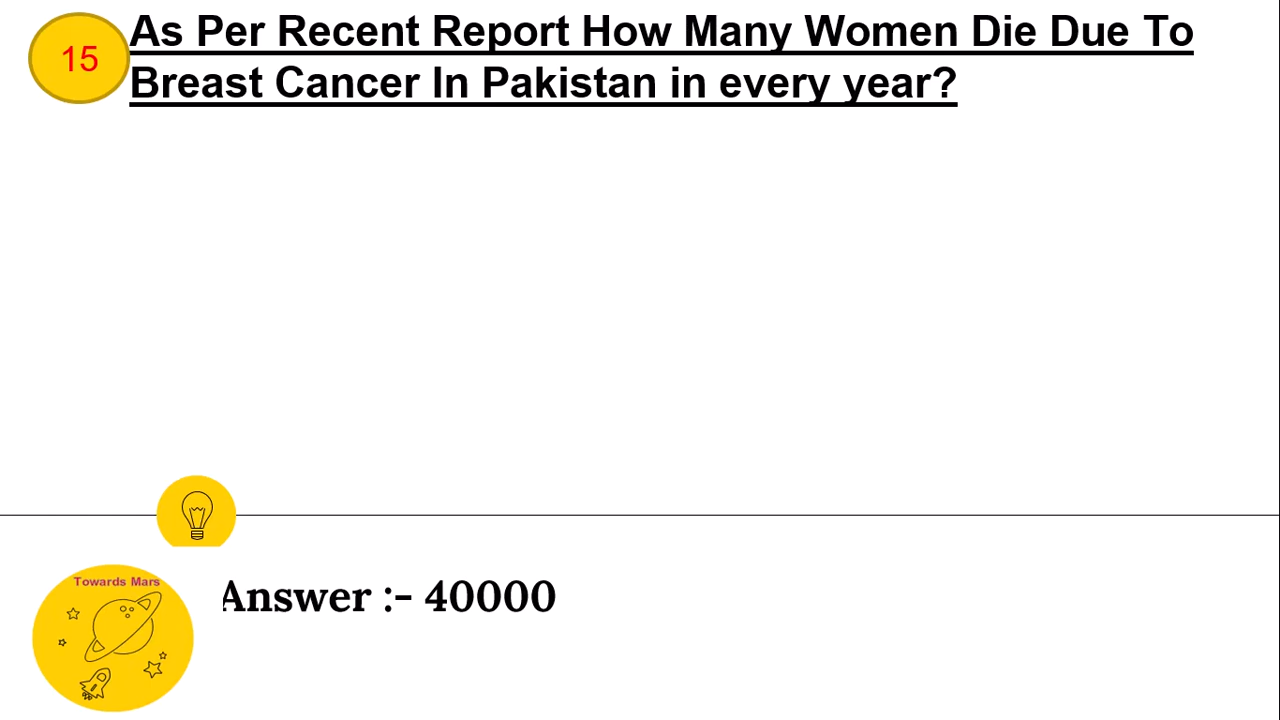 15
As Per Recent Report How Many Women Die Due To
Breast Cancer In Pakistan in every year?
Towards Mars
Answer :- 40000